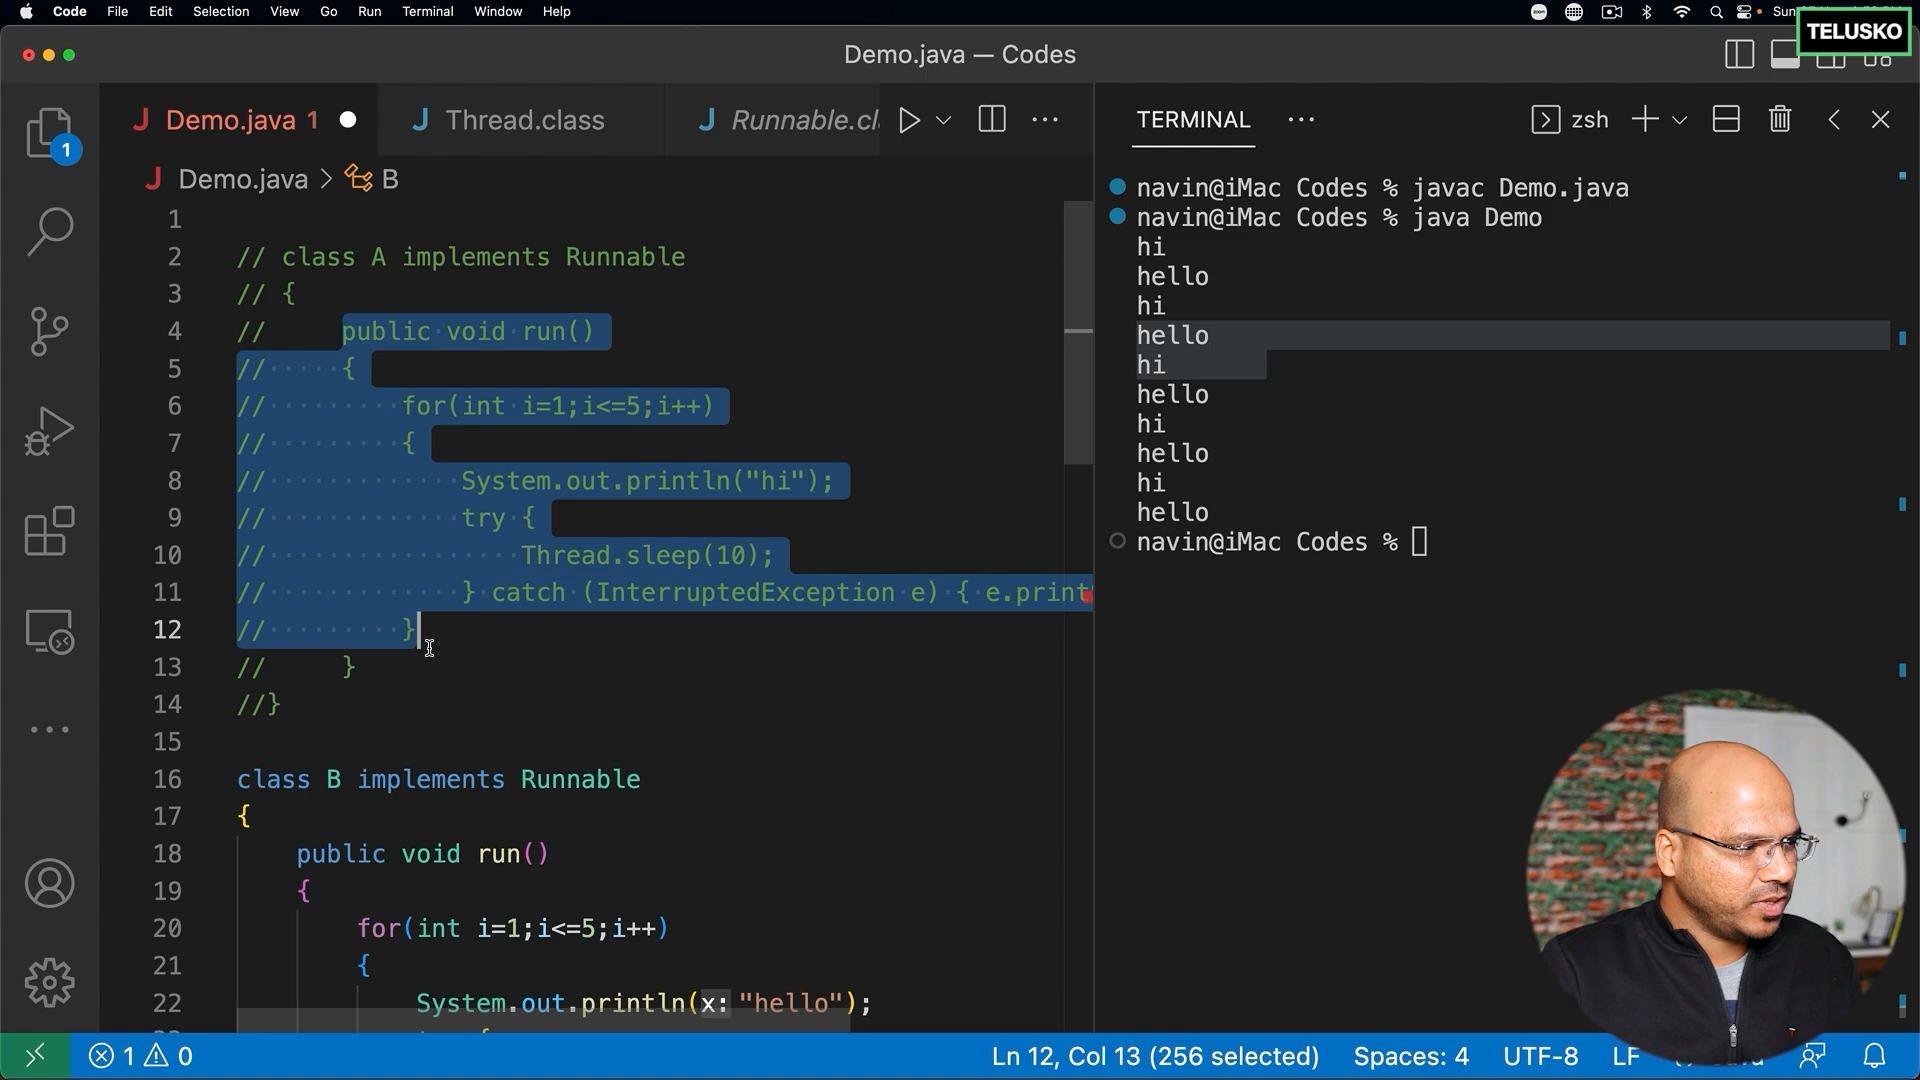 Code File Edit Selection View Go Run Terminal Window Help
zoom Sun
TELUSKO
Demo.java — Codes
Demo.java 1 Thread.class Runnable.cl
TERMINAL zsh
1
Demo.java > B
1
2 // class A implements Runnable
3 // {
4 // public void run()
5 // {
6 // for(int i=1;i<=5;i++)
7 // {
8 // System.out.println("hi");
9 // try {
10 // Thread.sleep(10);
11 // } catch (InterruptedException e) { e.print
12 // }
13 // }
14 //}
15
16 class B implements Runnable
17 {
18 public void run()
19 {
20 for(int i=1;i<=5;i++)
21 {
22 System.out.println(x: "hello");
navin@iMac Codes % javac Demo.java
navin@iMac Codes % java Demo
hi
hello
hi
hello
hi
hello
hi
hello
hi
hello
navin@iMac Codes %
1 0 Ln 12, Col 13 (256 selected) Spaces: 4 UTF-8 LF